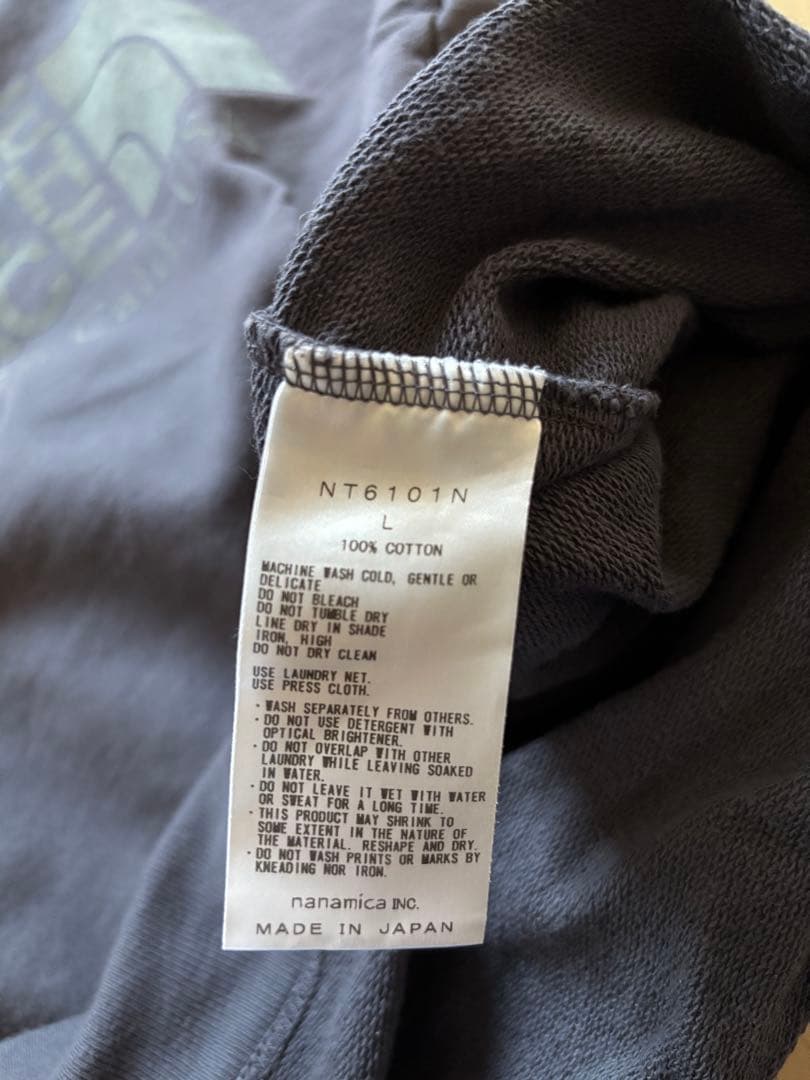 NT6101N
L
100% COTTON
MACHINE WASH COLD, GENTLE OR
DELICATE
DO NOT BLEACH
DO NOT TUMBLE DRY
LINE DRY IN SHADE
IRON, HIGH
DO NOT DRY CLEAN
USE LAUNDRY NET.
USE PRESS CLOTH.
・WASH SEPARATELY FROM OTHERS.
・DO NOT USE DETERGENT WITH
OPTICAL BRIGHTENER.
・DO NOT OVERLAP WITH OTHER
LAUNDRY WHILE LEAVING SOAKED
IN WATER.
・DO NOT LEAVE IT WET WITH WATER
OR SWEAT FOR A LONG TIME.
・THIS PRODUCT MAY SHRINK TO
SOME EXTENT IN THE NATURE OF
THE MATERIAL. RESHAPE AND DRY.
・DO NOT WASH PRINTS OR MARKS BY
KNEADING NOR IRON.
nanamica INC.
MADE IN JAPAN